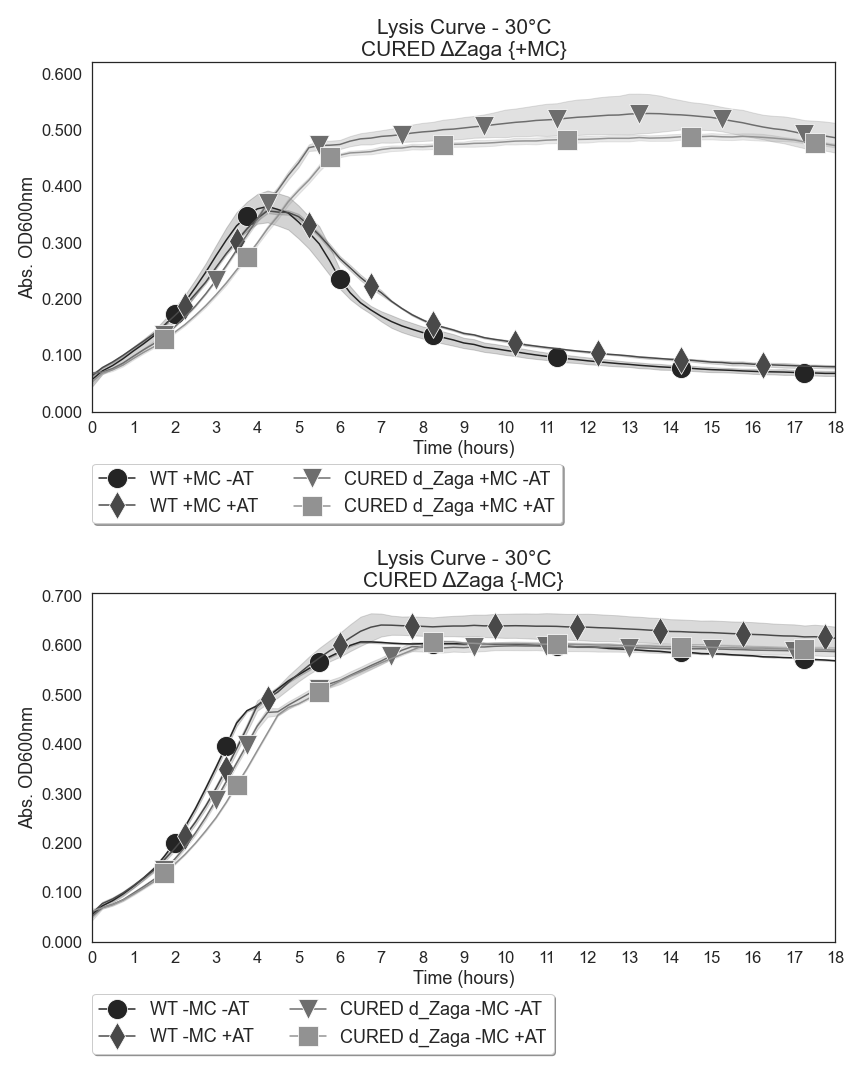 Lysis Curve - 30°C
CURED ΔZaga {+MC}
0.600
0.500
0.400
0.300
0.200
0.100
0.000
Abs. OD600nm
0 1 2 3 4 5 6 7 8 9 10 11 12 13 14 15 16 17 18
Time (hours)
WT +MC -AT CURED d_Zaga +MC -AT
WT +MC +AT CURED d_Zaga +MC +AT
Lysis Curve - 30°C
CURED ΔZaga {-MC}
0.700
0.600
0.500
0.400
0.300
0.200
0.100
0.000
Abs. OD600nm
0 1 2 3 4 5 6 7 8 9 10 11 12 13 14 15 16 17 18
Time (hours)
WT -MC -AT CURED d_Zaga -MC -AT
WT -MC +AT CURED d_Zaga -MC +AT